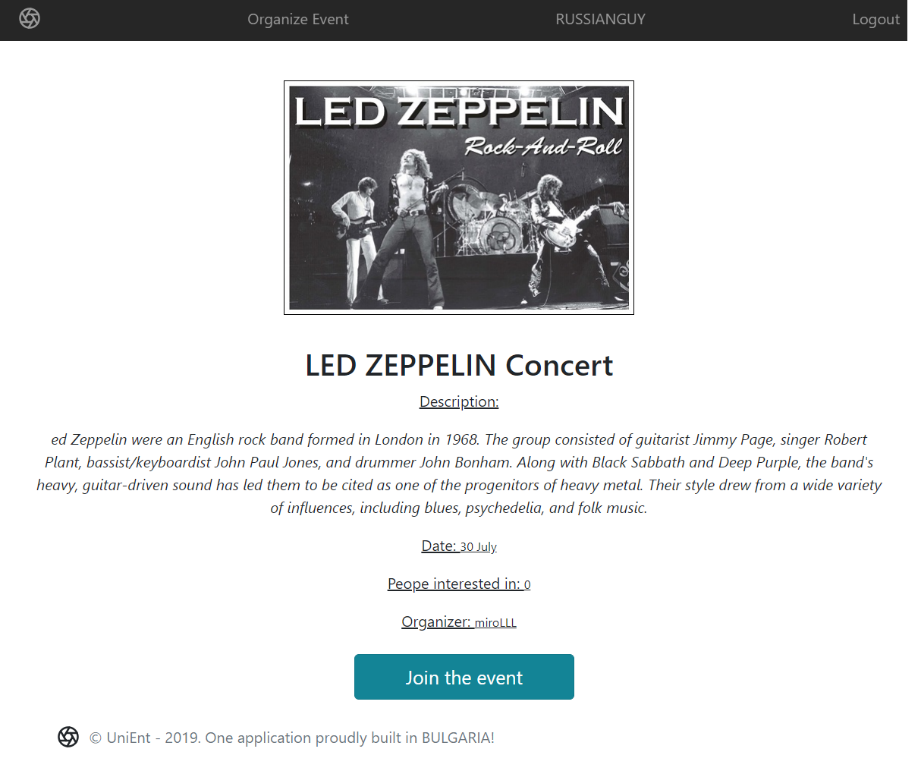 Organize Event
RUSSIANGUY
Logout
LED ZEPPELIN
Rock-And-Roll
LED ZEPPELIN Concert
Description:
ed Zeppelin were an English rock band formed in London in 1968. The group consisted of guitarist Jimmy Page, singer Robert
Plant, bassist/keyboardist John Paul Jones, and drummer John Bonham. Along with Black Sabbath and Deep Purple, the band's
heavy, guitar-driven sound has led them to be cited as one of the progenitors of heavy metal. Their style drew from a wide variety
of influences, including blues, psychedelia, and folk music.
Date: 30 July
Peope interested in: 0
Organizer: miroLLL
Join the event
© UniEnt - 2019. One application proudly built in BULGARIA!